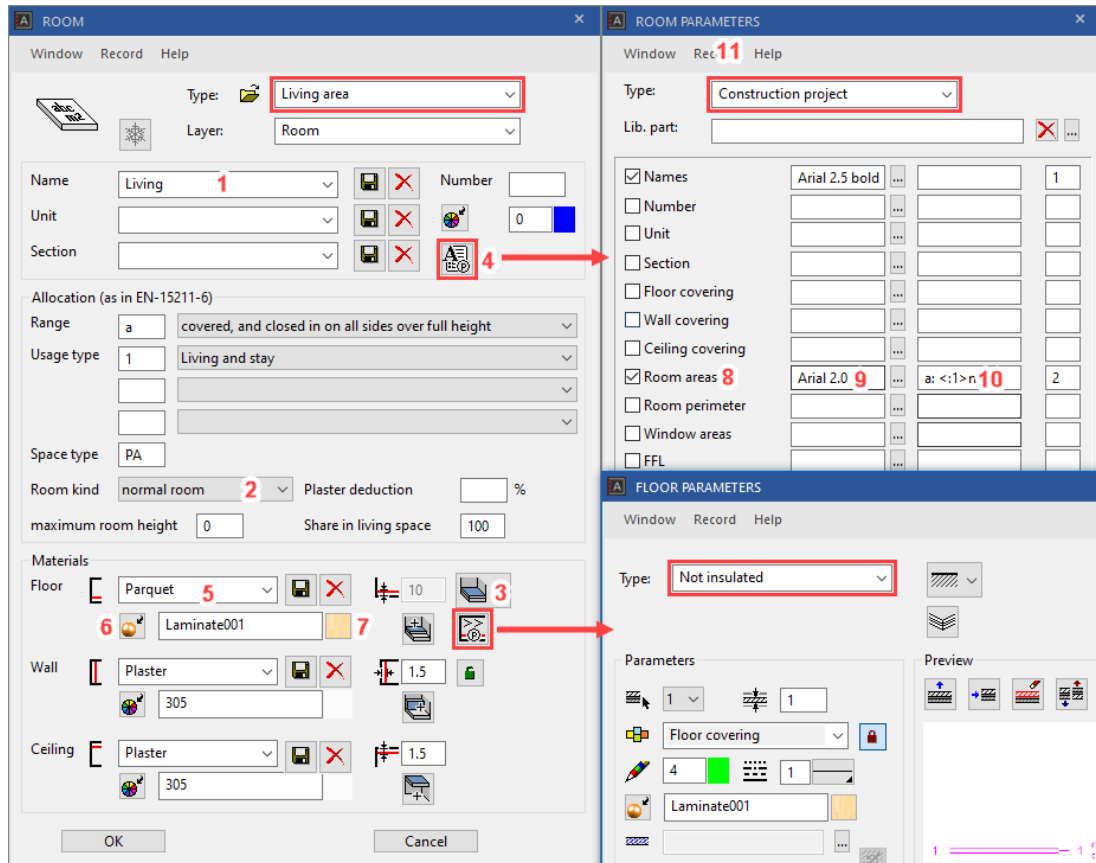 ROOM
Window Record Help
Type: Living area
Layer: Room
abc
m2
Name Living 1 Number
Unit 0
Section 4
Allocation (as in EN-15211-6)
Range a covered, and closed in on all sides over full height
Usage type 1 Living and stay
Space type PA
Room kind normal room 2 Plaster deduction %
maximum room height 0 Share in living space 100
Materials
Floor Parquet 5 10 3
6 Laminate001 7
Wall Plaster 1.5
305
Ceiling Plaster 1.5
305
OK Cancel
ROOM PARAMETERS
Window Rec 11 Help
Type: Construction project
Lib. part: ...
Names Arial 2.5 bold ... 1
Number ...
Unit ...
Section ...
Floor covering ...
Wall covering ...
Ceiling covering ...
Room areas 8 Arial 2.0 9 ... a: <:1>n 10 2
Room perimeter ...
Window areas ...
FFL ...
FLOOR PARAMETERS
Window Record Help
Type: Not insulated
Parameters Preview
1 1
Floor covering
4 1
Laminate001
...
1 1